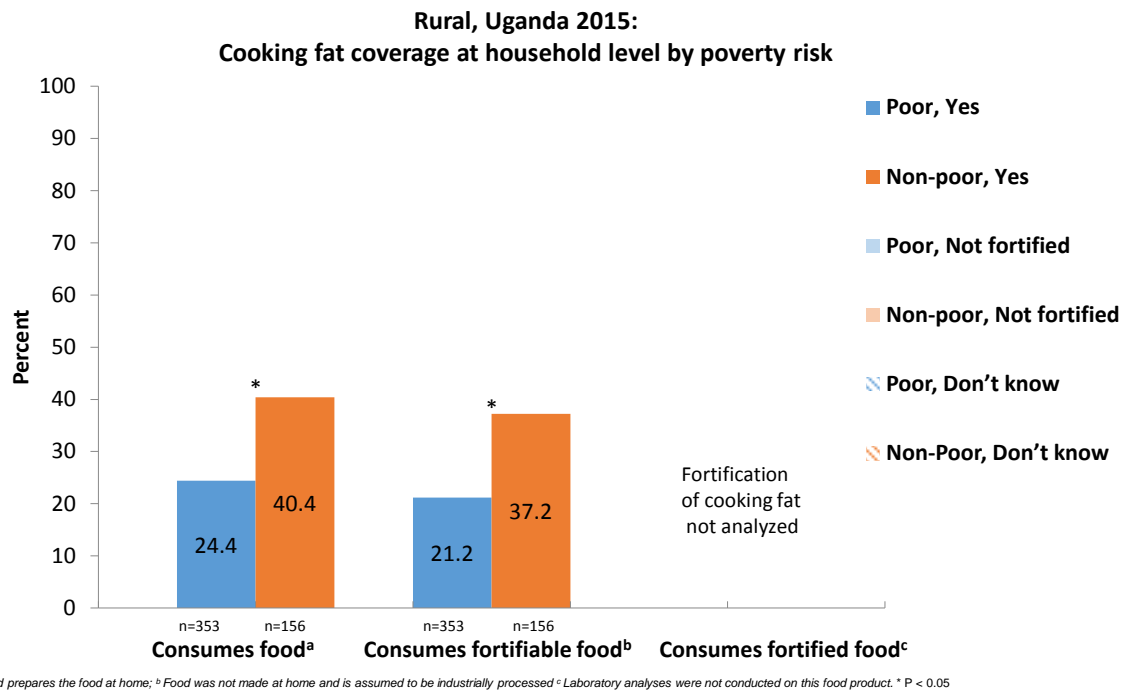 Rural, Uganda 2015:
Cooking fat coverage at household level by poverty risk
Percent
100
90
80
70
60
50
40
30
20
10
0
*
*
24.4
40.4
21.2
37.2
Fortification
of cooking fat
not analyzed
n=353
n=156
n=353
n=156
Consumes foodᵃ
Consumes fortifiable foodᵇ
Consumes fortified foodᶜ
Poor, Yes
Non-poor, Yes
Poor, Not fortified
Non-poor, Not fortified
Poor, Don’t know
Non-Poor, Don’t know
prepares the food at home; ᵇ Food was not made at home and is assumed to be industrially processed ᶜ Laboratory analyses were not conducted on this food product. * P < 0.05